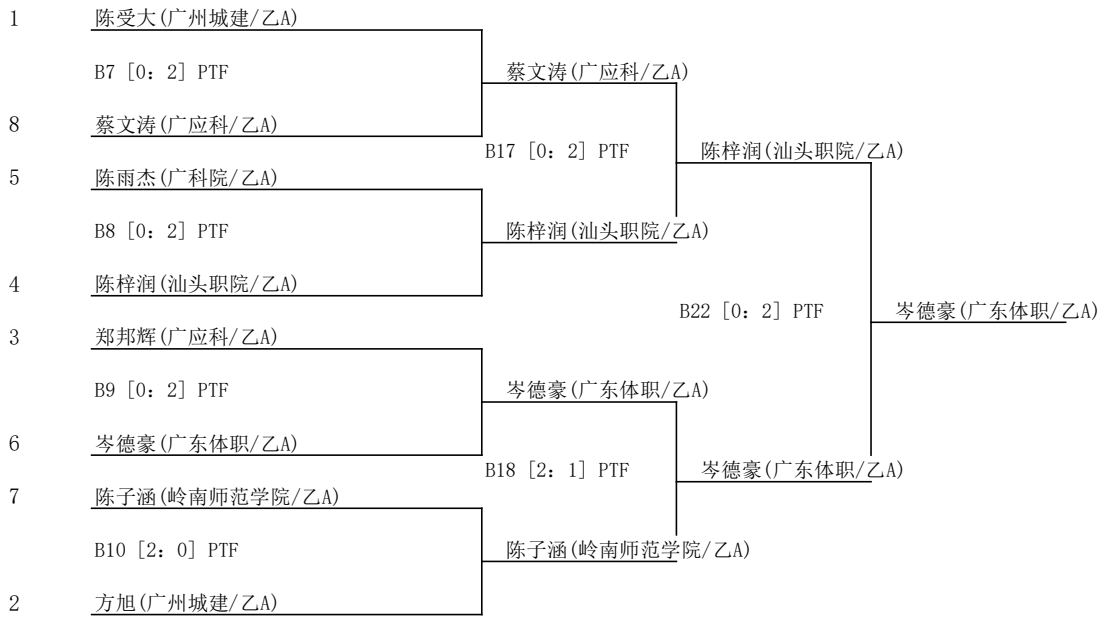 1 陈受大(广州城建/乙A)
B7 [0: 2] PTF 蔡文涛(广应科/乙A)
8 蔡文涛(广应科/乙A)
B17 [0: 2] PTF 陈梓润(汕头职院/乙A)
5 陈雨杰(广科院/乙A)
B8 [0: 2] PTF 陈梓润(汕头职院/乙A)
4 陈梓润(汕头职院/乙A)
B22 [0: 2] PTF 岑德豪(广东体职/乙A)
3 郑邦辉(广应科/乙A)
B9 [0: 2] PTF 岑德豪(广东体职/乙A)
6 岑德豪(广东体职/乙A)
B18 [2: 1] PTF 岑德豪(广东体职/乙A)
7 陈子涵(岭南师范学院/乙A)
B10 [2: 0] PTF 陈子涵(岭南师范学院/乙A)
2 方旭(广州城建/乙A)